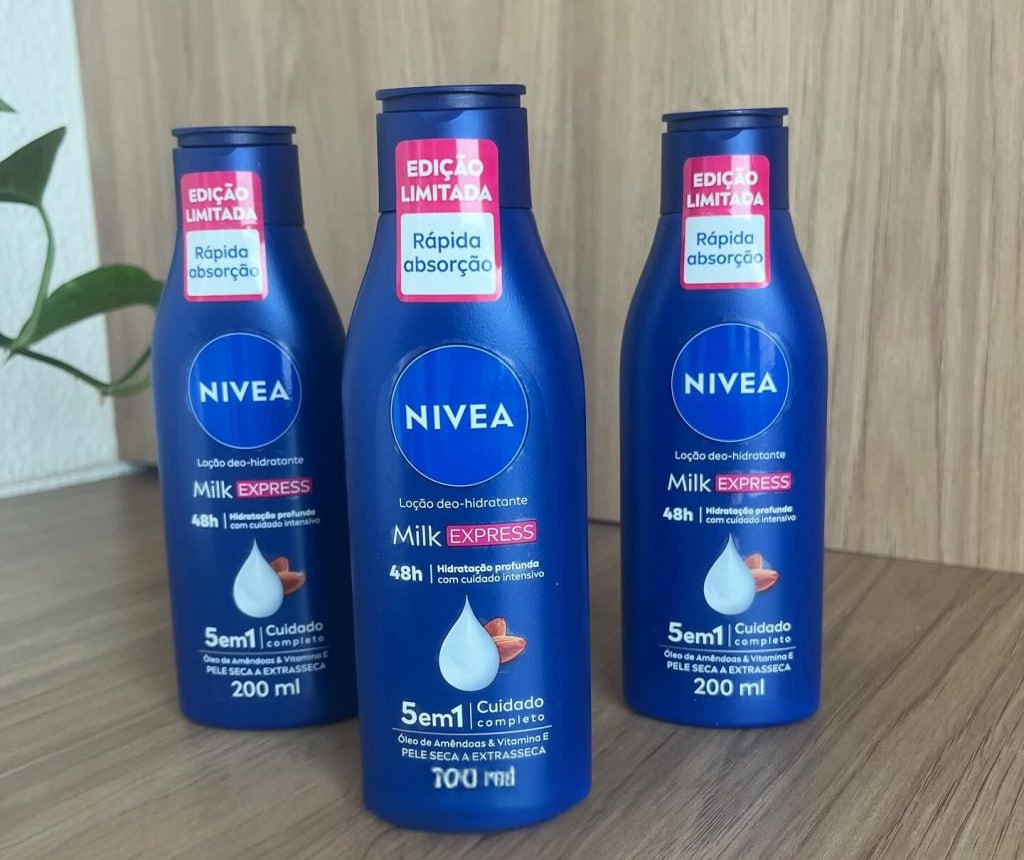 EDIÇÃO
LIMITADA
Rápida
absorção
NIVEA
Loção deo-hidratante
Milk EXPRESS
48h | Hidratação profunda
com cuidado intensivo
5em1 | Cuidado
completo
Óleo de Amêndoas & Vitamina E
PELE SECA A EXTRASSECA
200 ml
EDIÇÃO
LIMITADA
Rápida
absorção
NIVEA
Loção deo-hidratante
Milk EXPRESS
48h | Hidratação profunda
com cuidado intensivo
5em1 | Cuidado
completo
Óleo de Amêndoas & Vitamina E
PELE SECA A EXTRASSECA
EDIÇÃO
LIMITADA
Rápida
absorção
NIVEA
Loção deo-hidratante
Milk EXPRESS
48h | Hidratação profunda
com cuidado intensivo
5em1 | Cuidado
completo
Óleo de Amêndoas & Vitamina E
PELE SECA A EXTRASSECA
200 ml